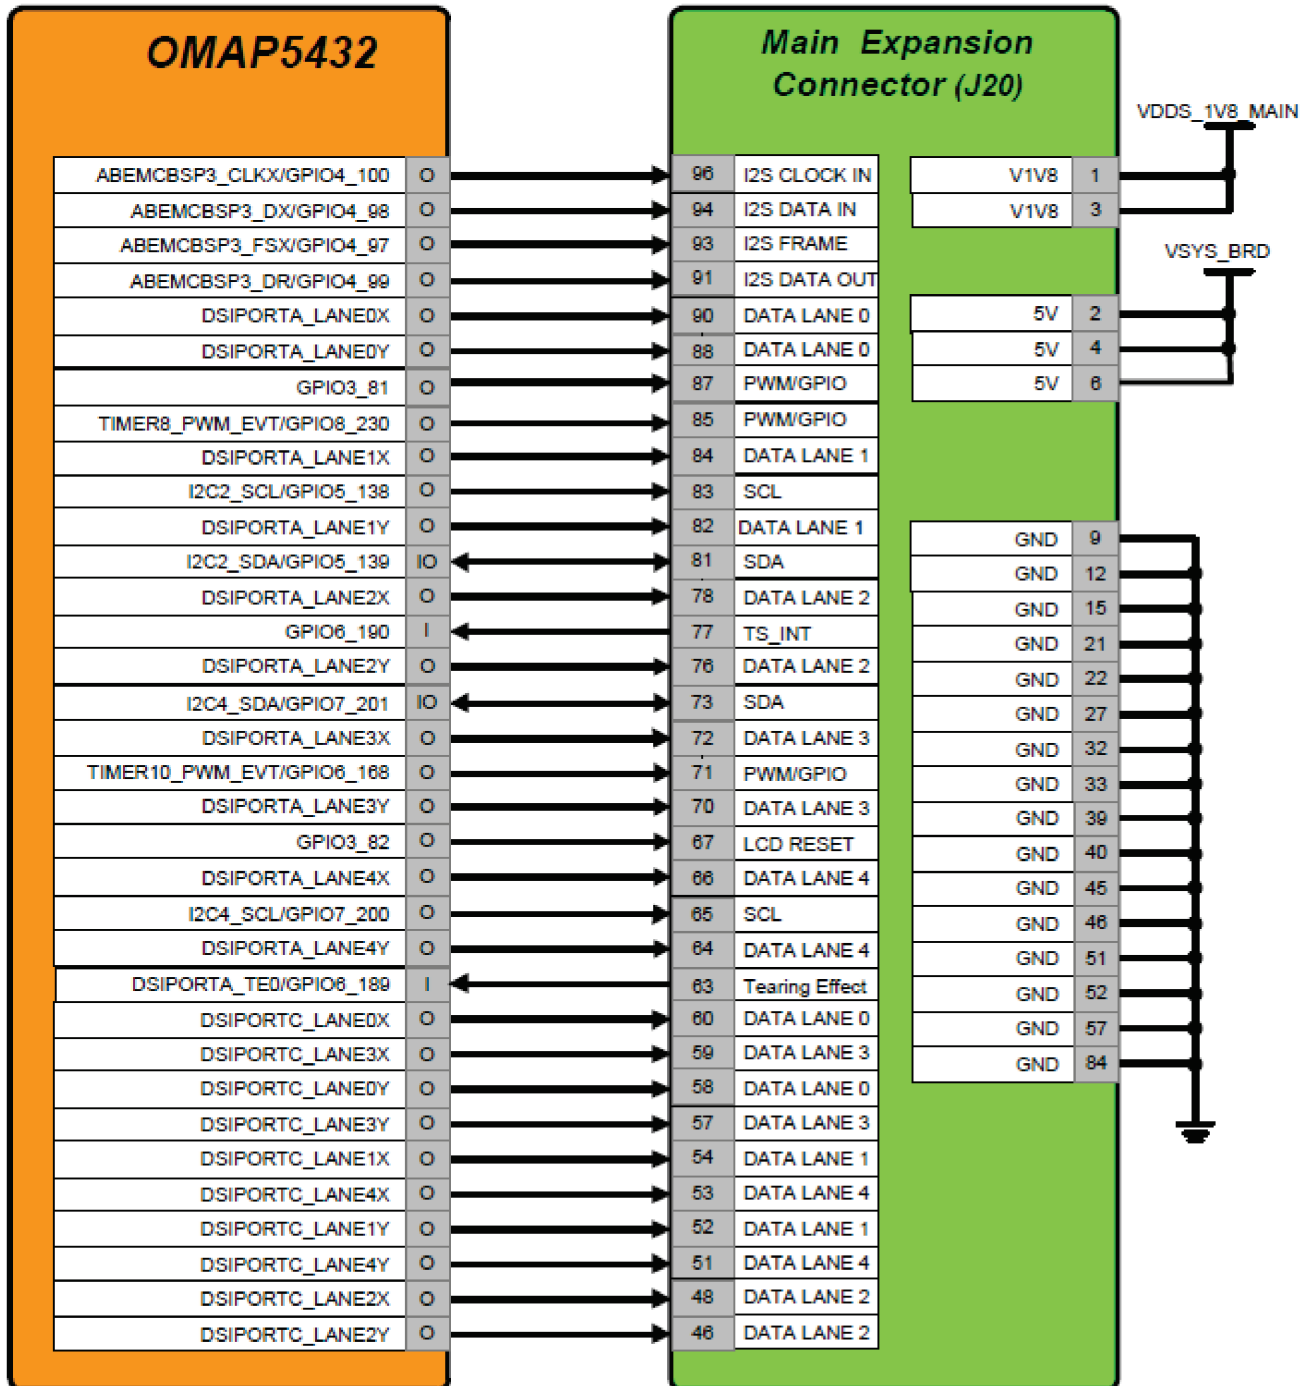 OMAP5432
Main Expansion
Connector (J20)
VDDS_1V8_MAIN
VSYS_BRD
ABEMCBSP3_CLKX/GPIO4_100 O 96 I2S CLOCK IN
ABEMCBSP3_DX/GPIO4_98 O 94 I2S DATA IN
ABEMCBSP3_FSX/GPIO4_97 O 93 I2S FRAME
ABEMCBSP3_DR/GPIO4_99 O 91 I2S DATA OUT
DSIPORTA_LANE0X O 90 DATA LANE 0
DSIPORTA_LANE0Y O 88 DATA LANE 0
GPIO3_81 O 87 PWM/GPIO
TIMER8_PWM_EVT/GPIO8_230 O 85 PWM/GPIO
DSIPORTA_LANE1X O 84 DATA LANE 1
I2C2_SCL/GPIO5_138 O 83 SCL
DSIPORTA_LANE1Y O 82 DATA LANE 1
I2C2_SDA/GPIO5_139 IO 81 SDA
DSIPORTA_LANE2X O 78 DATA LANE 2
GPIO6_190 I 77 TS_INT
DSIPORTA_LANE2Y O 76 DATA LANE 2
I2C4_SDA/GPIO7_201 IO 73 SDA
DSIPORTA_LANE3X O 72 DATA LANE 3
TIMER10_PWM_EVT/GPIO6_168 O 71 PWM/GPIO
DSIPORTA_LANE3Y O 70 DATA LANE 3
GPIO3_82 O 67 LCD RESET
DSIPORTA_LANE4X O 66 DATA LANE 4
I2C4_SCL/GPIO7_200 O 65 SCL
DSIPORTA_LANE4Y O 64 DATA LANE 4
DSIPORTA_TE0/GPIO6_189 I 63 Tearing Effect
DSIPORTC_LANE0X O 60 DATA LANE 0
DSIPORTC_LANE3X O 59 DATA LANE 3
DSIPORTC_LANE0Y O 58 DATA LANE 0
DSIPORTC_LANE3Y O 57 DATA LANE 3
DSIPORTC_LANE1X O 54 DATA LANE 1
DSIPORTC_LANE4X O 53 DATA LANE 4
DSIPORTC_LANE1Y O 52 DATA LANE 1
DSIPORTC_LANE4Y O 51 DATA LANE 4
DSIPORTC_LANE2X O 48 DATA LANE 2
DSIPORTC_LANE2Y O 46 DATA LANE 2
V1V8 1
V1V8 3
5V 2
5V 4
5V 6
GND 9
GND 12
GND 15
GND 21
GND 22
GND 27
GND 32
GND 33
GND 39
GND 40
GND 45
GND 46
GND 51
GND 52
GND 57
GND 84